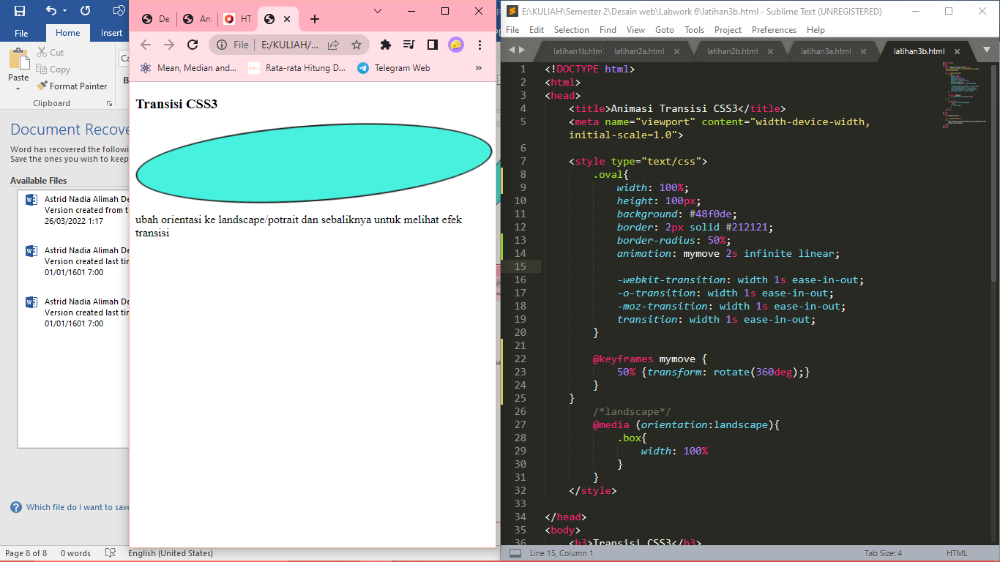 File
Home
Insert
Paste
Cut
Copy
Format Painter
Clipboard
Document Recove
Word has recovered the followi
Save the ones you wish to keep
Available Files
Astrid Nadia Alimah De
Version created from t
26/03/2022 1:17
Astrid Nadia Alimah De
Version created last tin
01/01/1601 7:00
Astrid Nadia Alimah De
Version created last tin
01/01/1601 7:00
Which file do I want to save
Page 8 of 8 0 words English (United States)
De Ani HT
File E:/KULIAH/...
Mean, Median and... Rata-rata Hitung D... Telegram Web »
Transisi CSS3
ubah orientasi ke landscape/potrait dan sebaliknya untuk melihat efek
transisi
E:\KULIAH\Semester 2\Desain web\Labwork 6\latihan3b.html - Sublime Text (UNREGISTERED)
File Edit Selection Find View Goto Tools Project Preferences Help
latihan1b.htm latihan2a.html latihan2b.html latihan3a.html latihan3b.html
1 <!DOCTYPE html>
2 <html>
3 <head>
4 <title>Animasi Transisi CSS3</title>
5 <meta name="viewport" content="width-device-width,
initial-scale=1.0">
6
7 <style type="text/css">
8 .oval{
9 width: 100%;
10 height: 100px;
11 background: #48f0de;
12 border: 2px solid #212121;
13 border-radius: 50%;
14 animation: mymove 2s infinite linear;
15
16 -webkit-transition: width 1s ease-in-out;
17 -o-transition: width 1s ease-in-out;
18 -moz-transition: width 1s ease-in-out;
19 transition: width 1s ease-in-out;
20 }
21
22 @keyframes mymove {
23 50% {transform: rotate(360deg);}
24 }
25 }
26 /*landscape*/
27 @media (orientation:landscape){
28 .box{
29 width: 100%
30 }
31 }
32 </style>
33
34 </head>
35 <body>
36 <h3>Transisi CSS3</h3>
Line 15, Column 1 Tab Size: 4 HTML